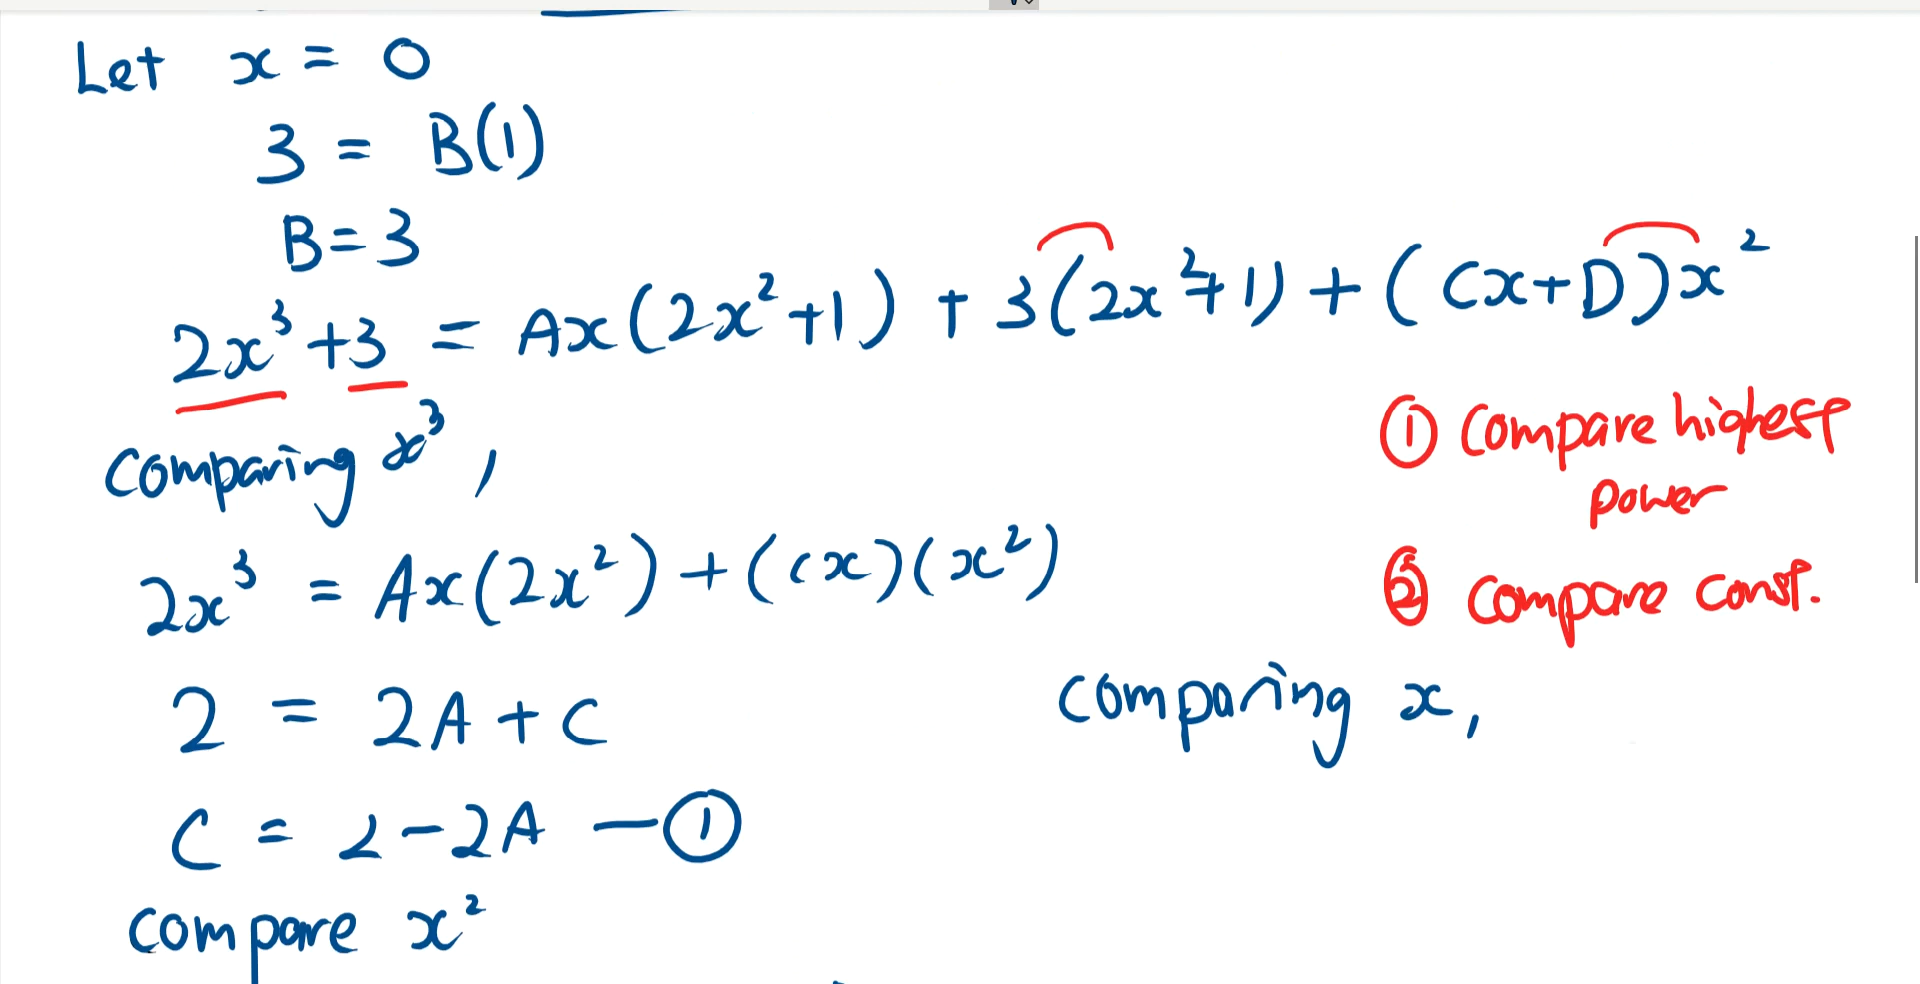 Let x = 0
3 = B(1)
B = 3
2x³ + 3 = Ax(2x² + 1) + 3(2x² + 1) + (Cx + D)x²
comparing x³,
① compare highest power
2x³ = Ax(2x²) + (cx)(x²)
② compare const.
2 = 2A + C
comparing x,
C = 2 - 2A — ①
compare x²